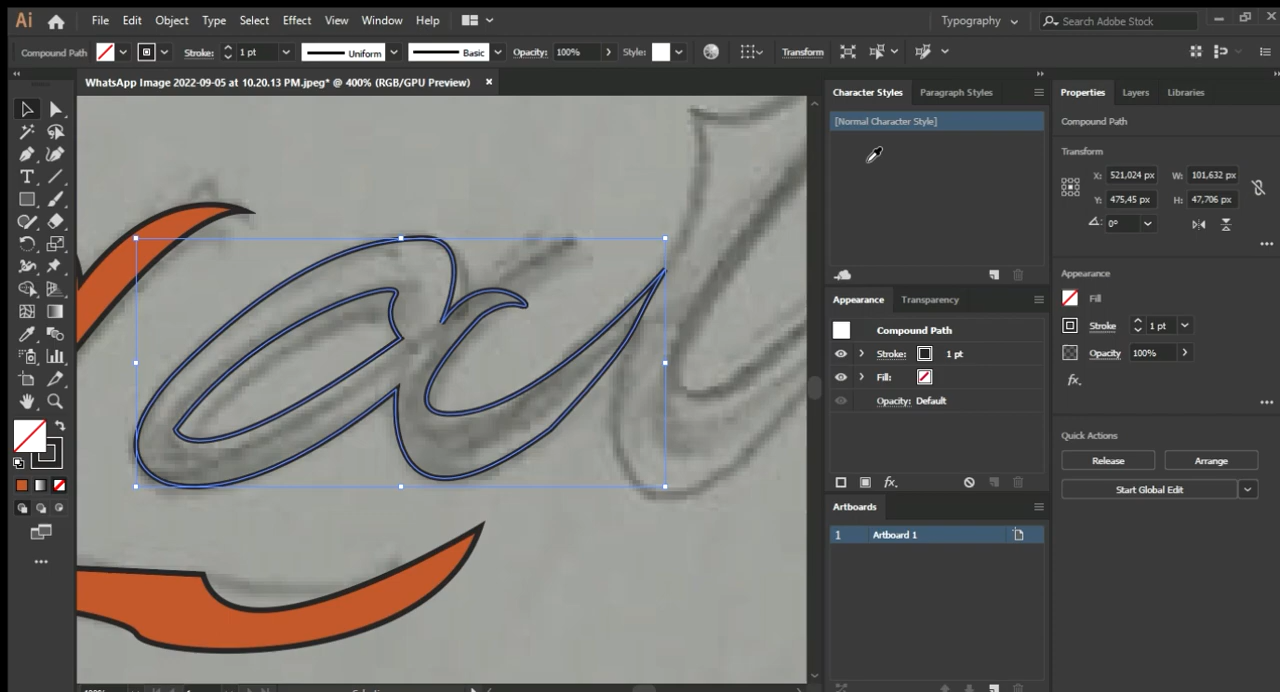 Ai File Edit Object Type Select Effect View Window Help Typography Search Adobe Stock
Compound Path Stroke: 1 pt Uniform Basic Opacity: 100% Style: Transform
WhatsApp Image 2022-09-05 at 10.20.13 PM.jpeg* @ 400% (RGB/GPU Preview)
a
Character Styles Paragraph Styles
[Normal Character Style]
Appearance Transparency
Compound Path
Stroke: 1 pt
Fill:
Opacity: Default
fx.
Artboards
1 Artboard 1
Properties Layers Libraries
Compound Path
Transform
X: 521,024 px W: 101,632 px
Y: 475,45 px H: 47,706 px
0°
Appearance
Fill
Stroke 1 pt
Opacity 100%
fx.
Quick Actions
Release Arrange
Start Global Edit